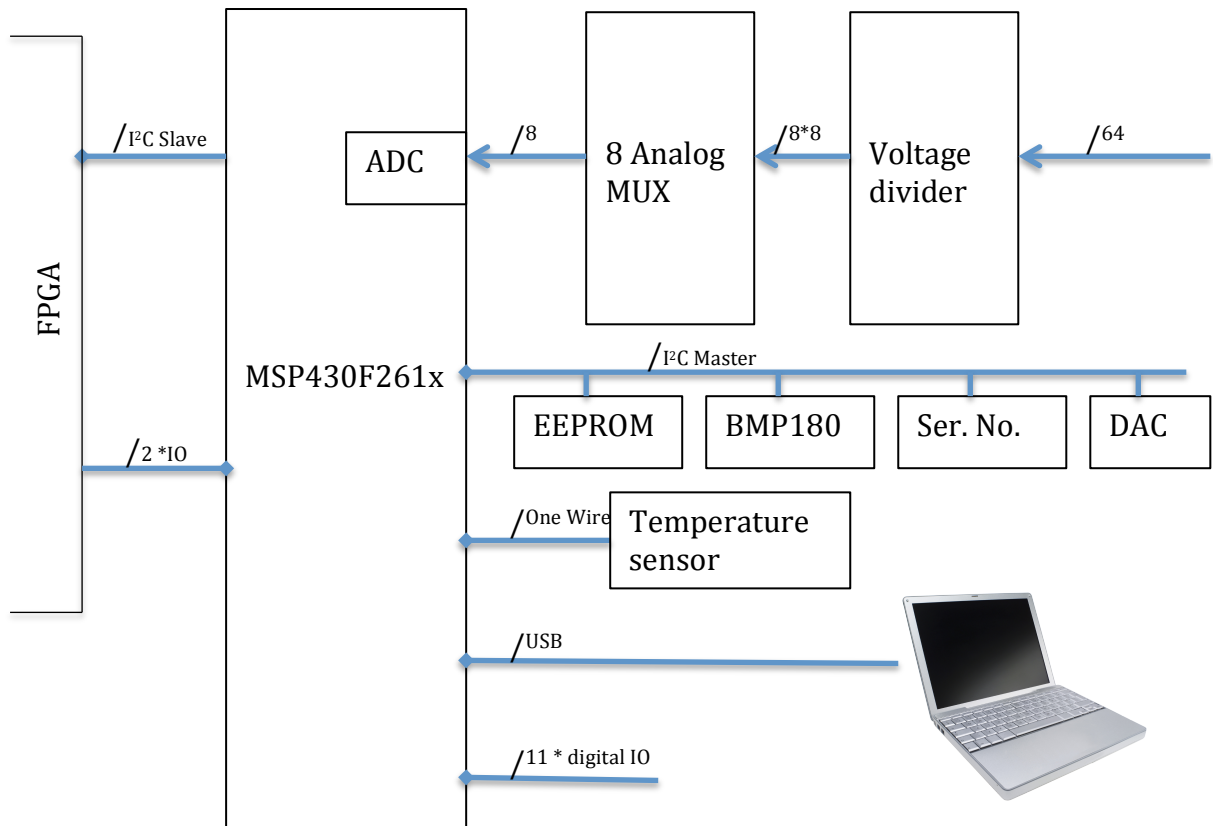 /I²C Slave
FPGA
/2 *IO
MSP430F261x
ADC
/8
8 Analog
MUX
/8*8
Voltage
divider
/64
/I²C Master
EEPROM
BMP180
Ser. No.
DAC
/One Wire
Temperature
sensor
/USB
/11 * digital IO